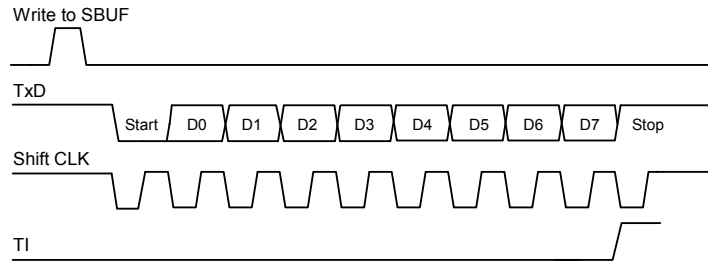 Write to SBUF
TxD
Start D0 D1 D2 D3 D4 D5 D6 D7 Stop
Shift CLK
TI